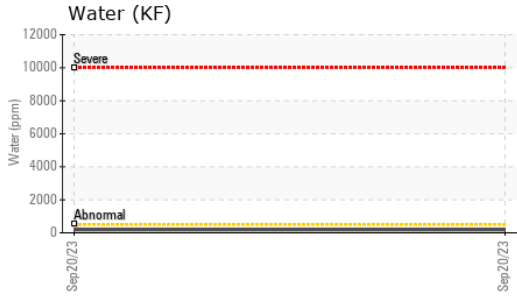 Water (KF)
12000
10000
8000
6000
4000
2000
0
Water (ppm)
Severe
Abnormal
Sep20/23
Sep20/23